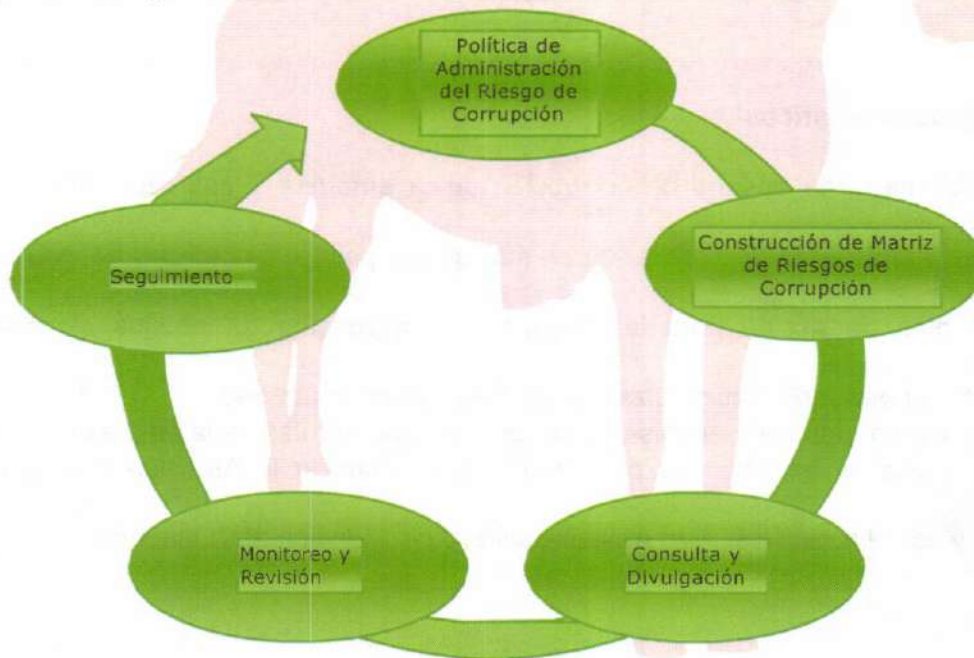 Política de
Administración
del Riesgo de
Corrupción
Construcción de Matriz
de Riesgos de
Corrupción
Consulta y
Divulgación
Monitoreo y
Revisión
Seguimiento